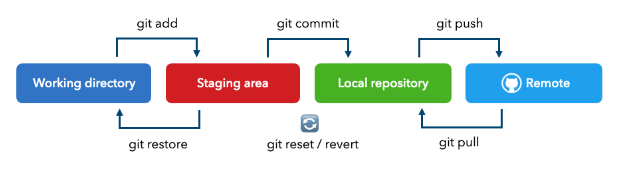 git add
git commit
git push
Working directory
Staging area
Local repository
Remote
git restore
git reset / revert
git pull